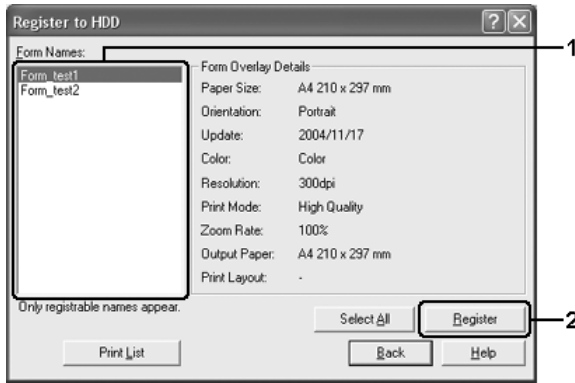 Register to HDD
Form Names:
1
Form_test1
Form_test2
Form Overlay Details
Paper Size: A4 210 x 297 mm
Orientation: Portrait
Update: 2004/11/17
Color: Color
Resolution: 300dpi
Print Mode: High Quality
Zoom Rate: 100%
Output Paper: A4 210 x 297 mm
Print Layout: -
Only registrable names appear.
Select All
Register
2
Print List
Back
Help